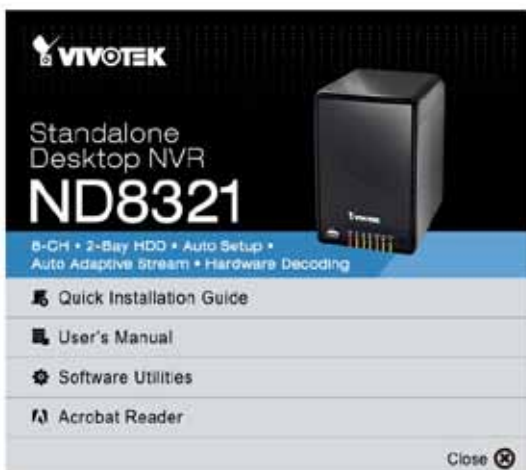 VIVOTEK
Standalone
Desktop NVR
ND8321
8-CH • 2-Bay HDD • Auto Setup •
Auto Adaptive Stream • Hardware Decoding
VIVOTEK
Quick Installation Guide
User's Manual
Software Utilities
Acrobat Reader
Close